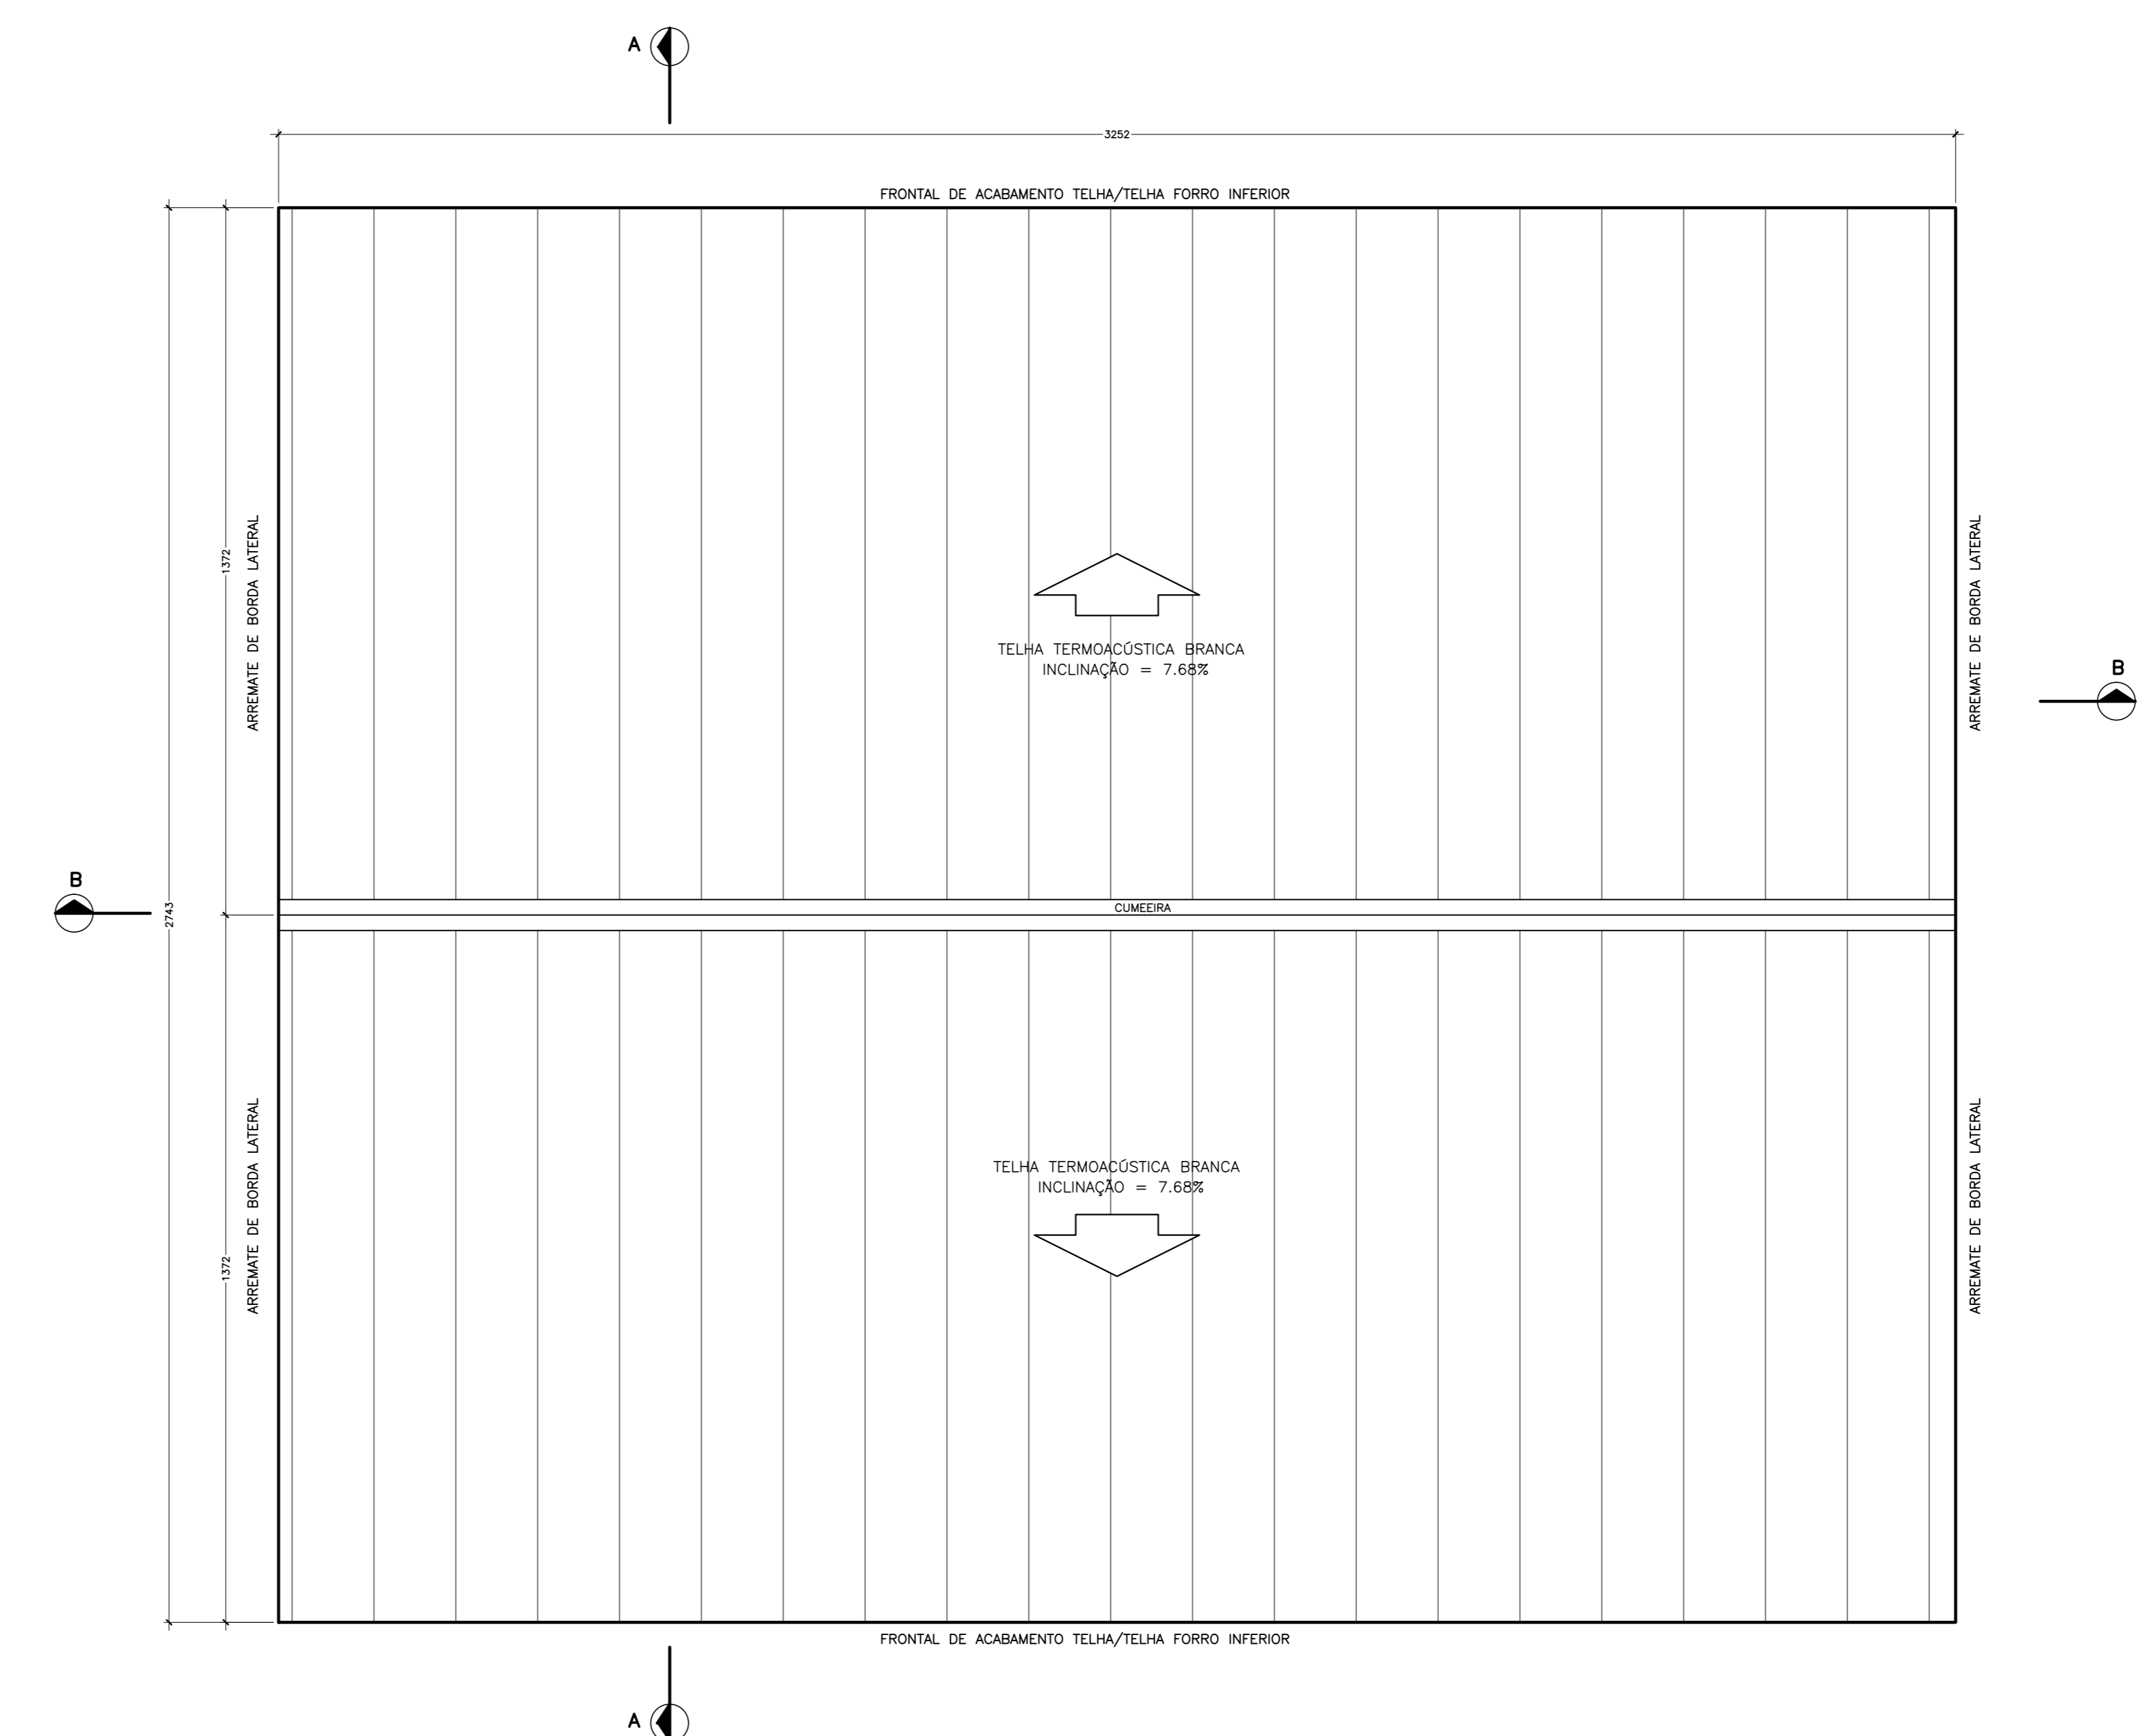 A
3252
FRONTAL DE ACABAMENTO TELHA/TELHA FORRO INFERIOR
1372
ARREMATE DE BORDA LATERAL
ARREMATE DE BORDA LATERAL
TELHA TERMOACÚSTICA BRANCA
INCLINAÇÃO = 7.68%
B
B
2743
CUMEEIRA
1372
ARREMATE DE BORDA LATERAL
ARREMATE DE BORDA LATERAL
TELHA TERMOACÚSTICA BRANCA
INCLINAÇÃO = 7.68%
FRONTAL DE ACABAMENTO TELHA/TELHA FORRO INFERIOR
A